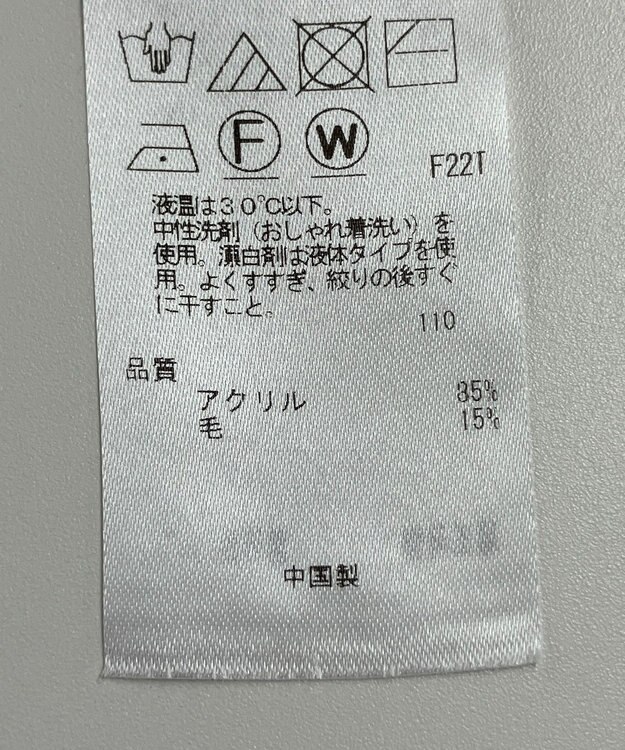 F W
F22T
液温は30℃以下。
中性洗剤（おしゃれ着洗い）を
使用。漂白剤は液体タイプを使
用。よくすすぎ、絞りの後すぐ
に干すこと。
110
品質
アクリル 85%
毛 15%
中国製